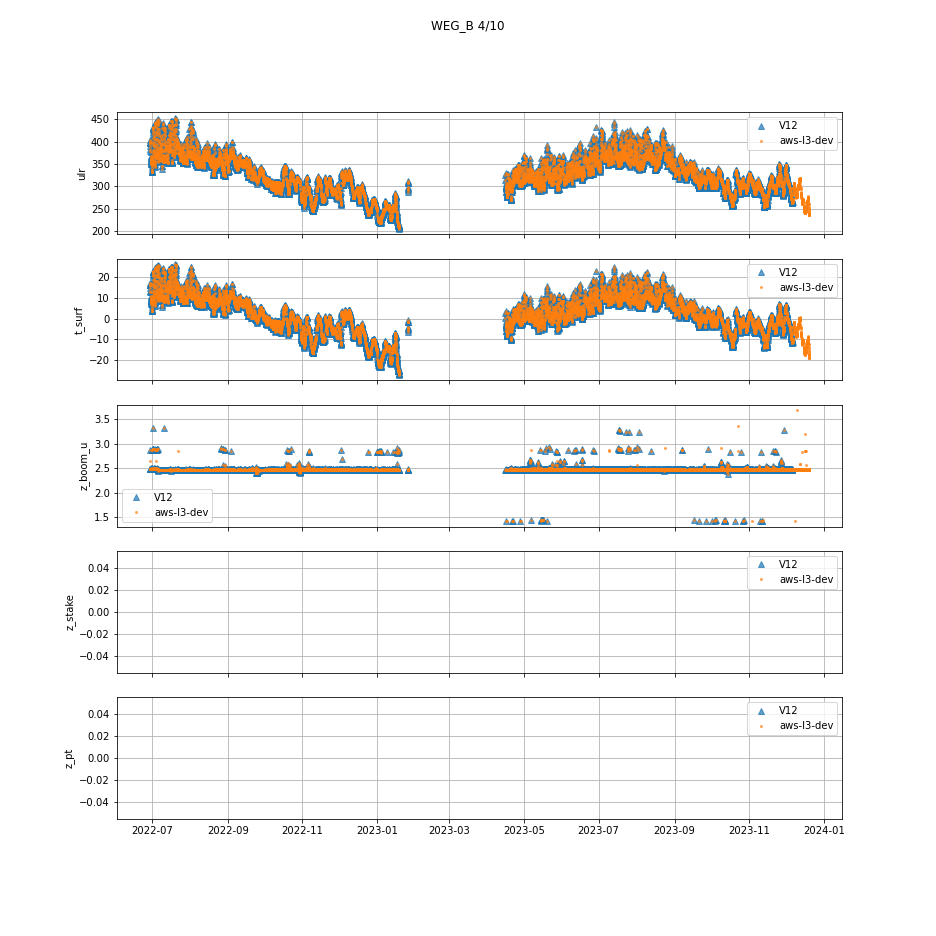 WEG_B 4/10
450
400
350
300
250
200
ulr
V12
aws-l3-dev
20
10
0
−10
−20
t_surf
V12
aws-l3-dev
3.5
3.0
2.5
2.0
1.5
z_boom_u
V12
aws-l3-dev
0.04
0.02
0.00
−0.02
−0.04
z_stake
V12
aws-l3-dev
0.04
0.02
0.00
−0.02
−0.04
z_pt
V12
aws-l3-dev
2022-07 2022-09 2022-11 2023-01 2023-03 2023-05 2023-07 2023-09 2023-11 2024-01